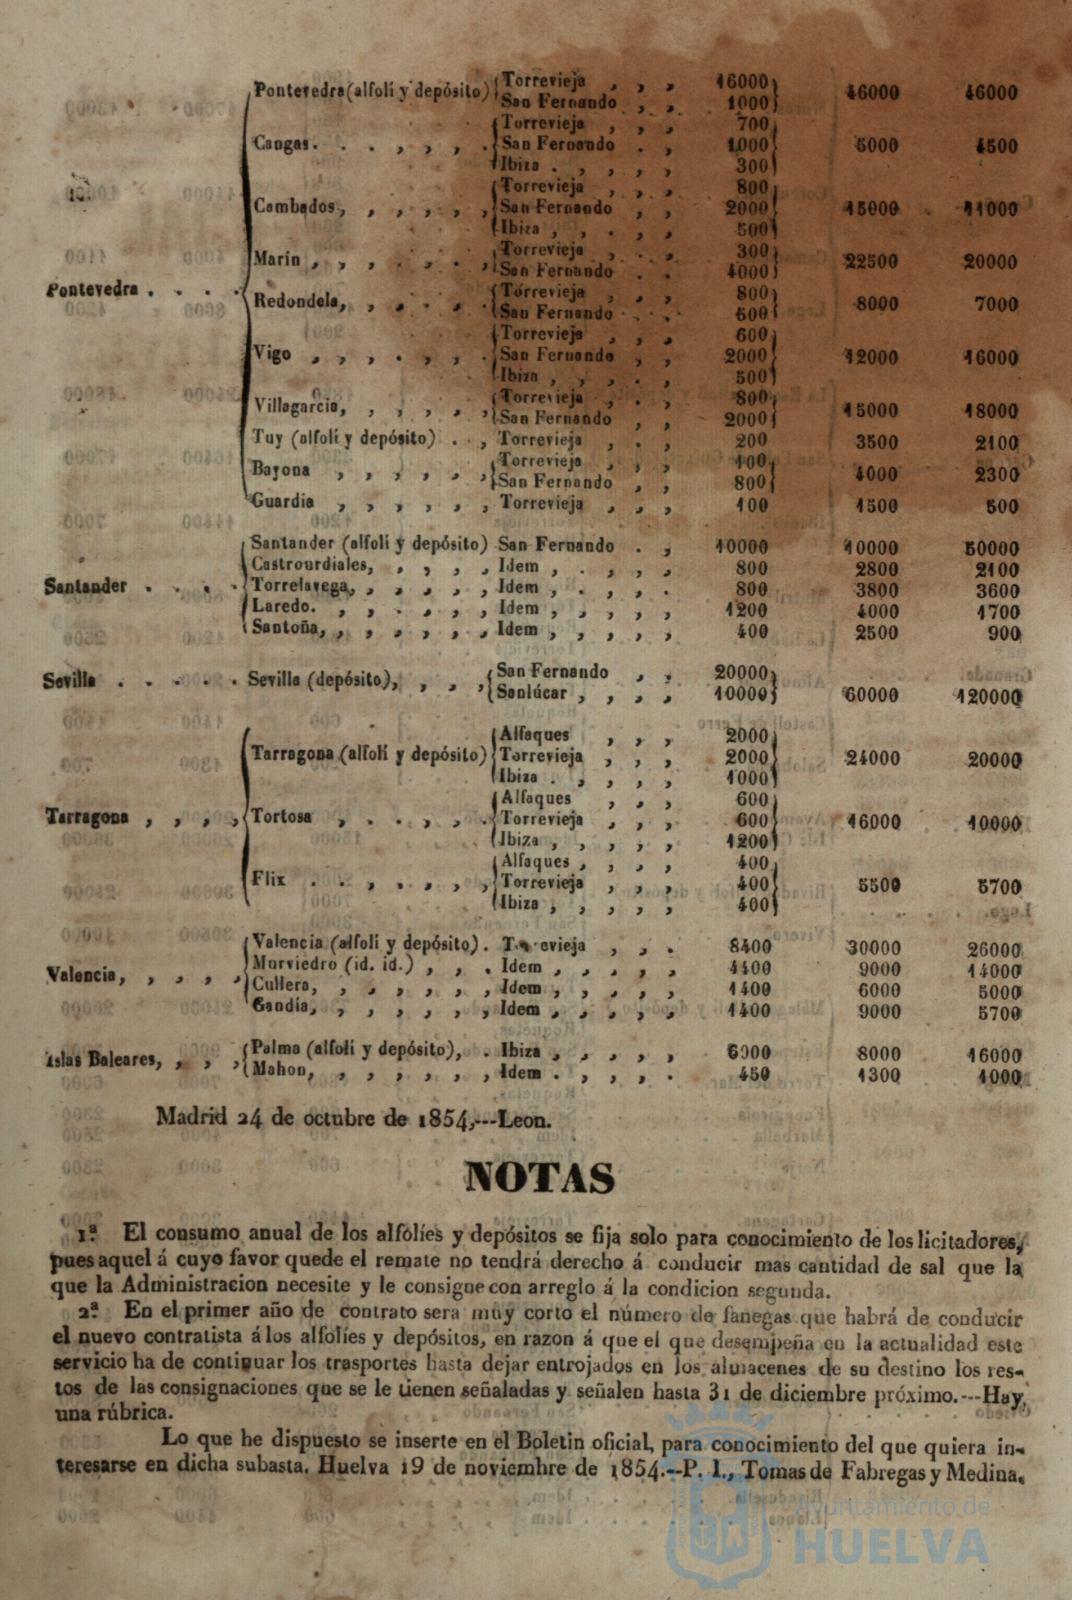 Pontevedra (alfolí y depósito) Torrevieja , , , 16000
San Fernando , , 1000 46000 46000
Torrevieja , , , 700
Cangas. . . , , , . San Fernando . , 1000 5000 4500
Ibiza . , , , , 300
Torrevieja , , , 800
Cambados, , , , , , San Fernando , , 2000 15000 11000
Ibiza , , . , , 500
Marin , , , . . . , Torrevieja , . . 300 22500 20000
San Fernando . . 4000
Pontevedra . . . .
Redondela, , . . . . Torrevieja , , , 800 8000 7000
San Fernando . . . 600
Torrevieja , , , 600
Vigo , , , . , , . San Fernando , , 2000 12000 16000
Ibiza , , , . , 500
Villagarcia, , , , , , Torrevieja , . , 800 15000 18000
San Fernando , , 2000
Tuy (alfolí y depósito) . , Torrevieja , . , 200 3500 2100
Bayona , , , , , , Torrevieja , , , 100 4000 2300
San Fernando , , 800
Guardia , , , , , , Torrevieja , , , 100 1500 500
Santander (alfolí y depósito) San Fernando . , 10000 10000 50000
Castrourdiales, , , , , Idem , . , , , 800 2800 2100
Santander . . . .
Torrelavega, , , , , , Idem , . , , . 800 3800 3600
Laredo. , , . , , , Idem , , , , , 1200 4000 1700
Santoña, , , , , , , Idem , , , , , 400 2500 900
Sevilla . . . . . Sevilla (depósito), , , , San Fernando , , 20000
Sanlúcar , , , , 10000 60000 120000
Alfaques , , , 2000
Tarragona (alfolí y depósito) Torrevieja , , , 2000 24000 20000
Ibiza . , , , , 1000
Alfaques , , , 600
Tarragona , , , , Tortosa , . . , , . Torrevieja , , , 600 16000 10000
Ibiza, , , , , 1200
Alfaques , , , , 400
Flix . . , , , , , Torrevieja , , , 400 5500 5700
Ibiza , , , , , 400
Valencia (alfolí y depósito) . , , . 8400 30000 26000
Murviedro (id. id.) , , . Idem , , , , , 4400 9000 14000
Valencia, , , , ,
Cullera, , , , , , , Idem , , , , , 1400 6000 5000
Gandía, , , , , , , Idem , , , , , 1400 9000 5700
Islas Baleares, , , , Palma (alfolí y depósito), . Ibiza , , , , , 6000 8000 16000
Mahon, , , , , , , Idem . , , , . 450 1300 1000
Madrid 24 de octubre de 1854,---Leon.
NOTAS
1.ª El consumo anual de los alfolíes y depósitos se fija solo para conocimiento de los licitadores,
pues aquel á cuyo favor quede el remate no tendrá derecho á conducir mas cantidad de sal que la
que la Administracion necesite y le consigne con arreglo á la condicion segunda.
2.ª En el primer año de contrato sera muy corto el número de fanegas que habrá de conducir
el nuevo contratista á los alfolíes y depósitos, en razon á que el que desempeña en la actualidad este
servicio ha de continuar los trasportes hasta dejar entrojados en los almacenes de su destino los res-
tos de las consignaciones que se le tienen señaladas y señalen hasta 31 de diciembre próximo.---Hay
una rúbrica.
Lo que he dispuesto se inserte en el Boletin oficial, para conocimiento del que quiera in-
teresarse en dicha subasta. Huelva 19 de noviembre de 1854.--P. I., Tomas de Fabregas y Medina.
Ayuntamiento de
HUELVA